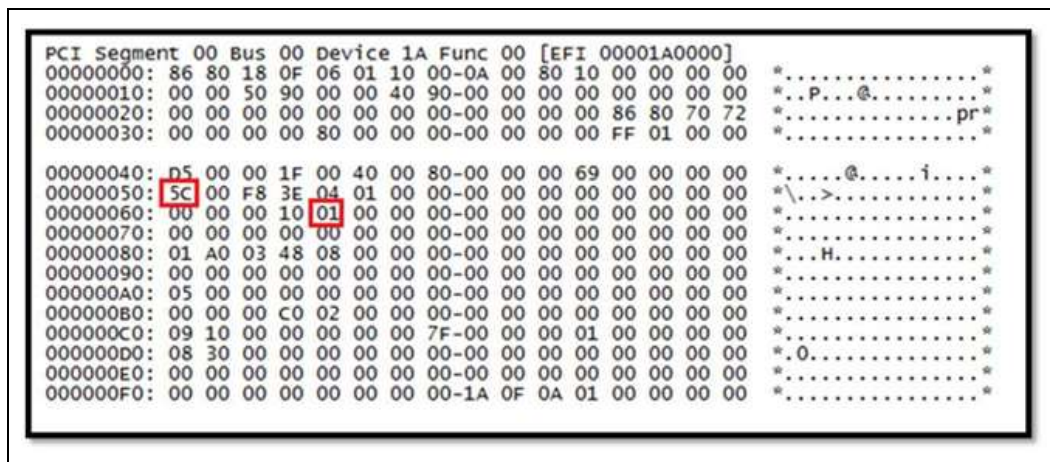 PCI Segment 00 Bus 00 Device 1A Func 00 [EFI 00001A0000]
00000000: 86 80 18 0F 06 01 10 00-0A 00 80 10 00 00 00 00 *................*
00000010: 00 00 50 90 00 00 40 90-00 00 00 00 00 00 00 00 *..P...@.........*
00000020: 00 00 00 00 00 00 00 00-00 00 00 00 86 80 70 72 *..............pr*
00000030: 00 00 00 00 80 00 00 00-00 00 00 00 FF 01 00 00 *................*
00000040: D5 00 00 1F 00 40 00 80-00 00 00 69 00 00 00 00 *.....@.....i....*
00000050: 5C 00 F8 3E 04 01 00 00-00 00 00 00 00 00 00 00 *\..>............*
00000060: 00 00 00 10 01 00 00 00-00 00 00 00 00 00 00 00 *................*
00000070: 00 00 00 00 00 00 00 00-00 00 00 00 00 00 00 00 *................*
00000080: 01 A0 03 48 08 00 00 00-00 00 00 00 00 00 00 00 *...H............*
00000090: 00 00 00 00 00 00 00 00-00 00 00 00 00 00 00 00 *................*
000000A0: 05 00 00 00 00 00 00 00-00 00 00 00 00 00 00 00 *................*
000000B0: 00 00 00 C0 02 00 00 00-00 00 00 00 00 00 00 00 *................*
000000C0: 09 10 00 00 00 00 00 7F-00 00 00 01 00 00 00 00 *................*
000000D0: 08 30 00 00 00 00 00 00-00 00 00 00 00 00 00 00 *.0..............*
000000E0: 00 00 00 00 00 00 00 00-00 00 00 00 00 00 00 00 *................*
000000F0: 00 00 00 00 00 00 00 00-1A 0F 0A 01 00 00 00 00 *................*